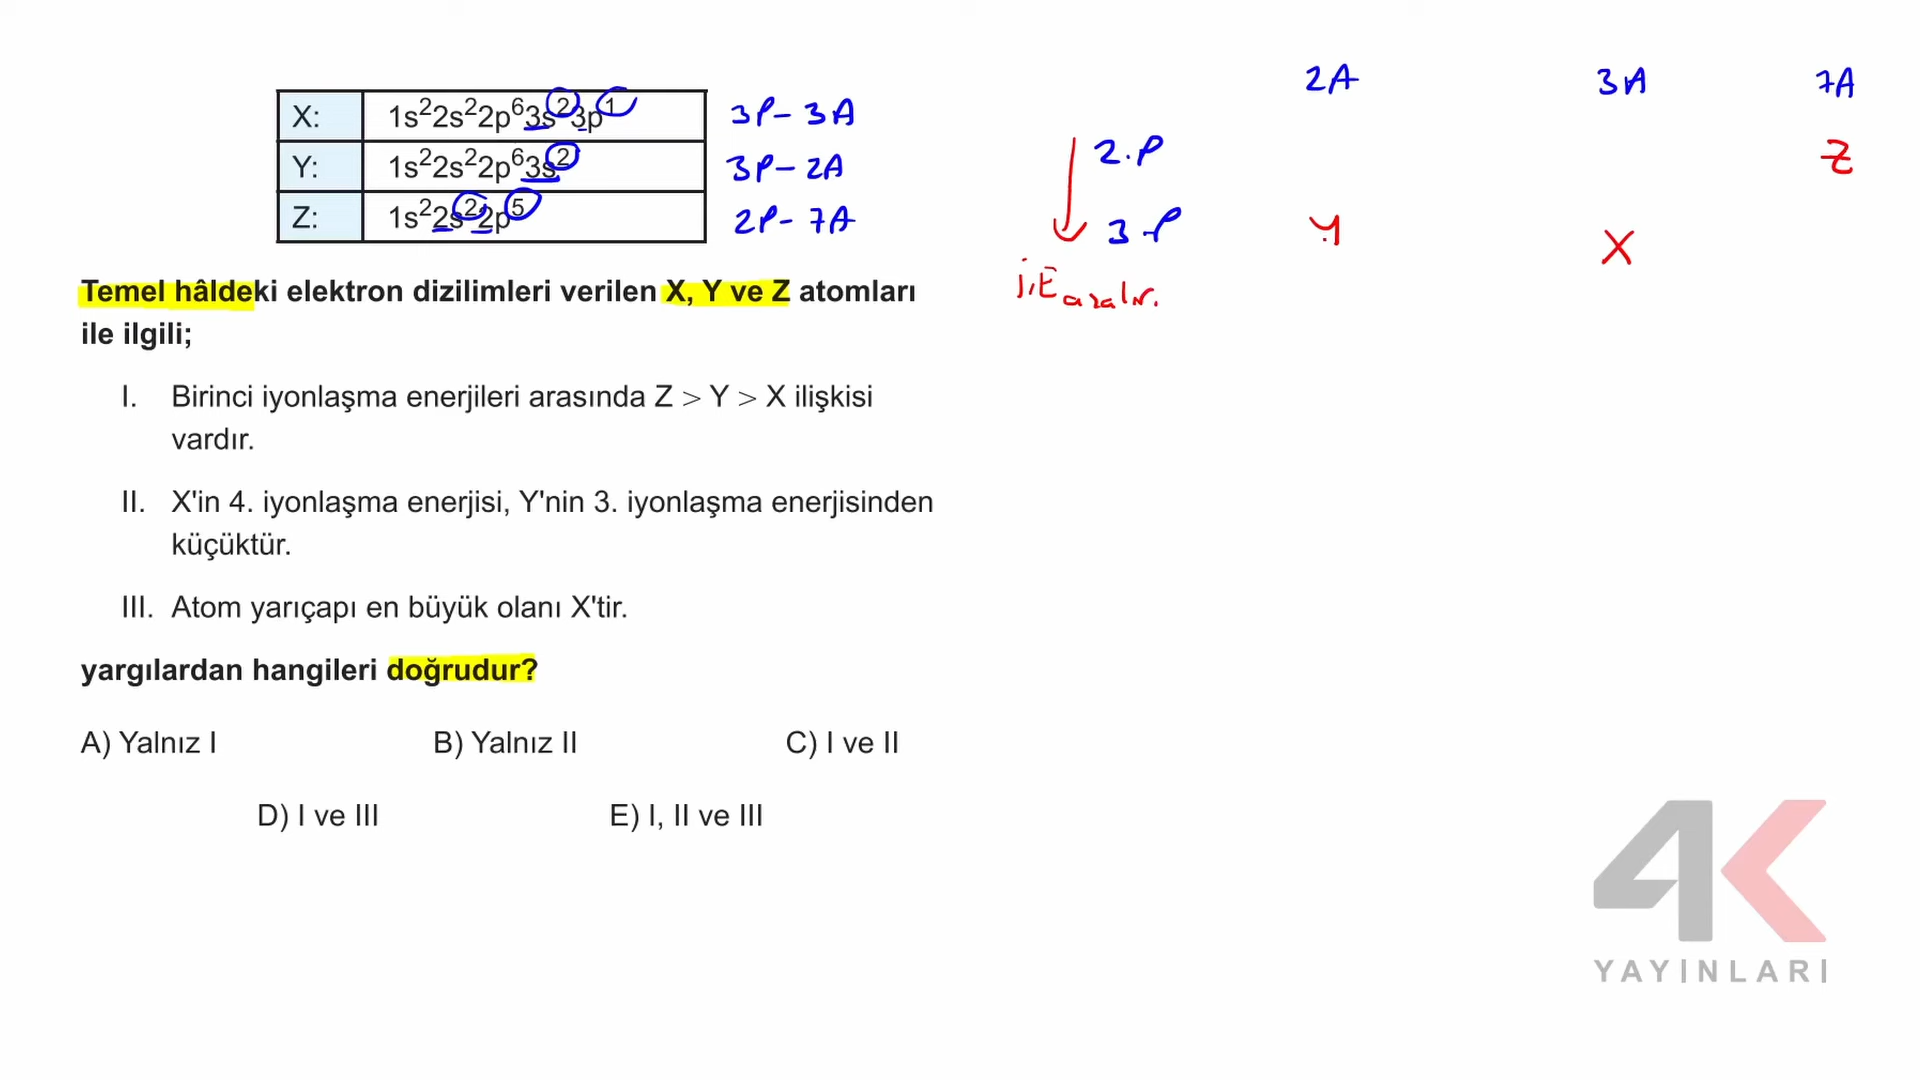 X: 1s²2s²2p⁶3s²3p¹ 3P- 3A
Y: 1s²2s²2p⁶3s² 3P-2A
Z: 1s²2s²2p⁵ 2P- 7A
2A 3A 7A
2.P Z
3.P Y X
İ.E azalır.
Temel hâldeki elektron dizilimleri verilen X, Y ve Z atomları
ile ilgili;
I. Birinci iyonlaşma enerjileri arasında Z > Y > X ilişkisi
vardır.
II. X'in 4. iyonlaşma enerjisi, Y'nin 3. iyonlaşma enerjisinden
küçüktür.
III. Atom yarıçapı en büyük olanı X'tir.
yargılardan hangileri doğrudur?
A) Yalnız I B) Yalnız II C) I ve II
D) I ve III E) I, II ve III
4K
YAYINLARI